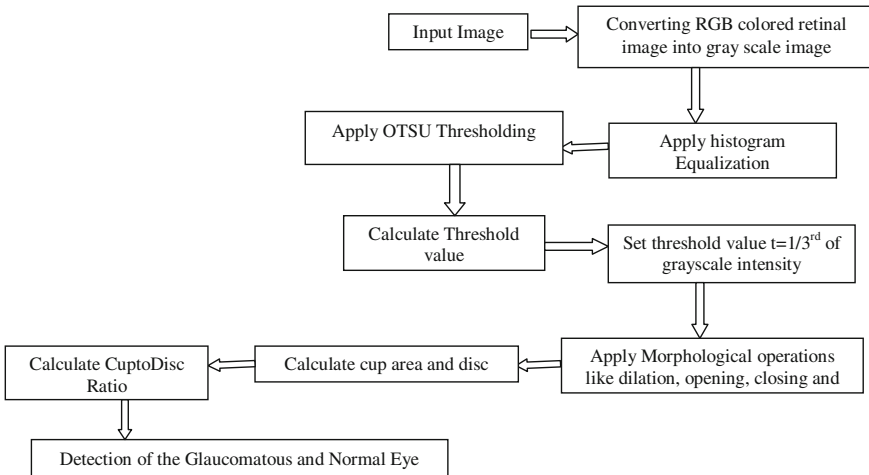 Input Image
Converting RGB colored retinal
image into gray scale image
Apply OTSU Thresholding
Apply histogram
Equalization
Calculate Threshold
value
Set threshold value t=1/3rd of
grayscale intensity
Calculate CuptoDisc
Ratio
Calculate cup area and disc
Apply Morphological operations
like dilation, opening, closing and
Detection of the Glaucomatous and Normal Eye